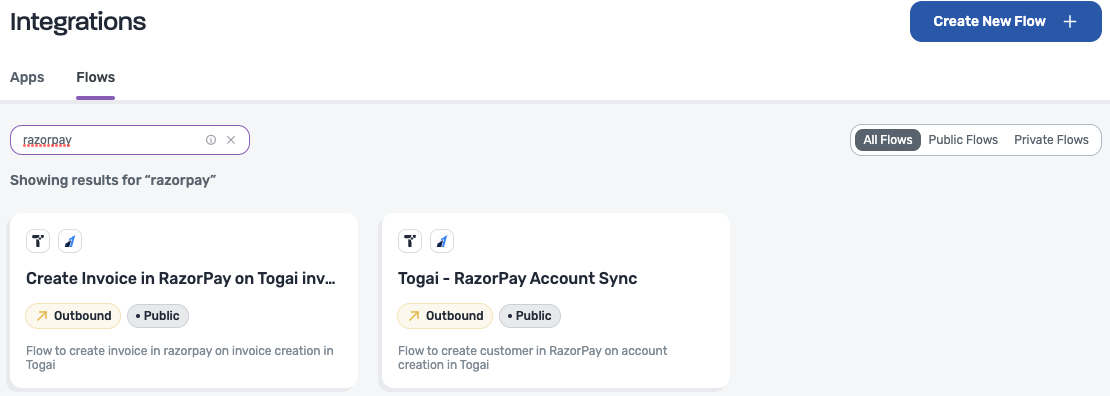 Integrations
Create New Flow
Apps
Flows
razorpay
All Flows
Public Flows
Private Flows
Showing results for “razorpay”
Create Invoice in RazorPay on Togai inv...
Outbound
• Public
Flow to create invoice in razorpay on invoice creation in
Togai
Togai - RazorPay Account Sync
Outbound
• Public
Flow to create customer in RazorPay on account
creation in Togai